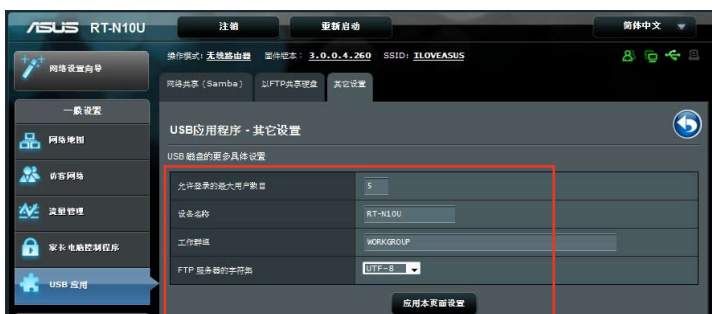 ASUS RT-N10U 注销 重新启动 简体中文
操作模式: 无线路由器 固件版本: 3.0.0.4.260 SSID: ILOVEASUS
网络设置向导
网络共享 (Samba) 以FTP共享硬盘 其它设置
一般设置
USB应用程序 - 其它设置
网络地图
USB 磁盘的更多具体设置
访客网络
允许登录的最大用户数目 5
流量管理
设备名称 RT-N10U
工作群组 WORKGROUP
家长电脑控制程序
FTP 服务器的字符集 UTF-8
USB 应用
应用本页面设置